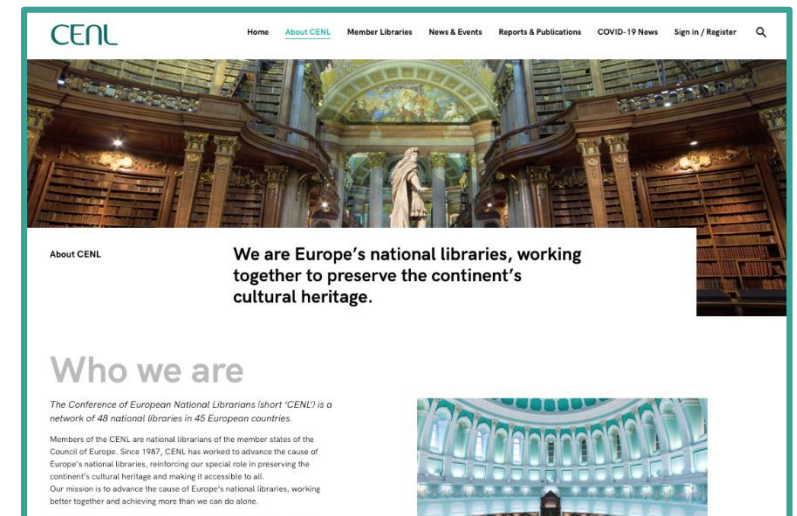 CENL
Home About CENL Member Libraries News & Events Reports & Publications COVID-19 News Sign in / Register
About CENL
We are Europe's national libraries, working
together to preserve the continent's
cultural heritage.
Who we are
The Conference of European National Librarians (short 'CENL') is a
network of 48 national libraries in 45 European countries.
Members of the CENL are national librarians of the member states of the
Council of Europe. Since 1987, CENL has worked to advance the cause of
Europe's national libraries, reinforcing our special role in preserving the
continent's cultural heritage and making it accessible to all.
Our mission is to advance the cause of Europe's national libraries, working
better together and achieving more than we can do alone.